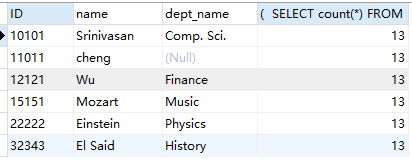 ID name dept_name ( SELECT count(*) FROM
10101 Srinivasan Comp. Sci. 13
11011 cheng (Null) 13
12121 Wu Finance 13
15151 Mozart Music 13
22222 Einstein Physics 13
32343 El Said History 13